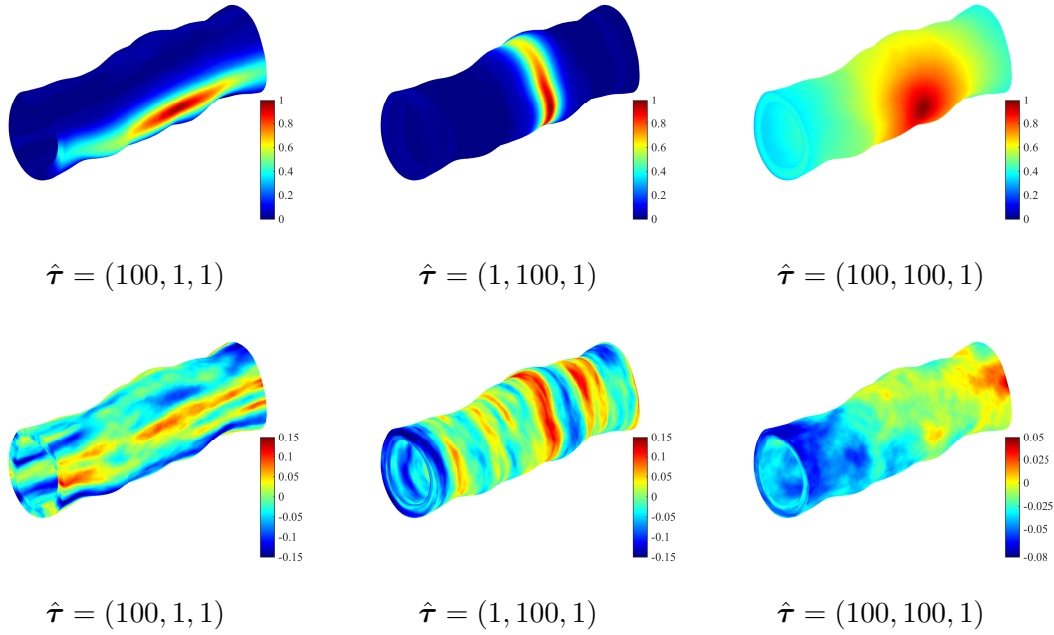 1 1 1
0.8 0.8 0.8
0.6 0.6 0.6
0.4 0.4 0.4
0.2 0.2 0.2
0 0 0
τ̂ = (100, 1, 1) τ̂ = (1, 100, 1) τ̂ = (100, 100, 1)
0.15 0.15 0.05
0.1 0.1 0.025
0.05 0.05
0 0 0
-0.05 -0.05 -0.025
-0.1 -0.1
-0.15 -0.15 -0.08
τ̂ = (100, 1, 1) τ̂ = (1, 100, 1) τ̂ = (100, 100, 1)